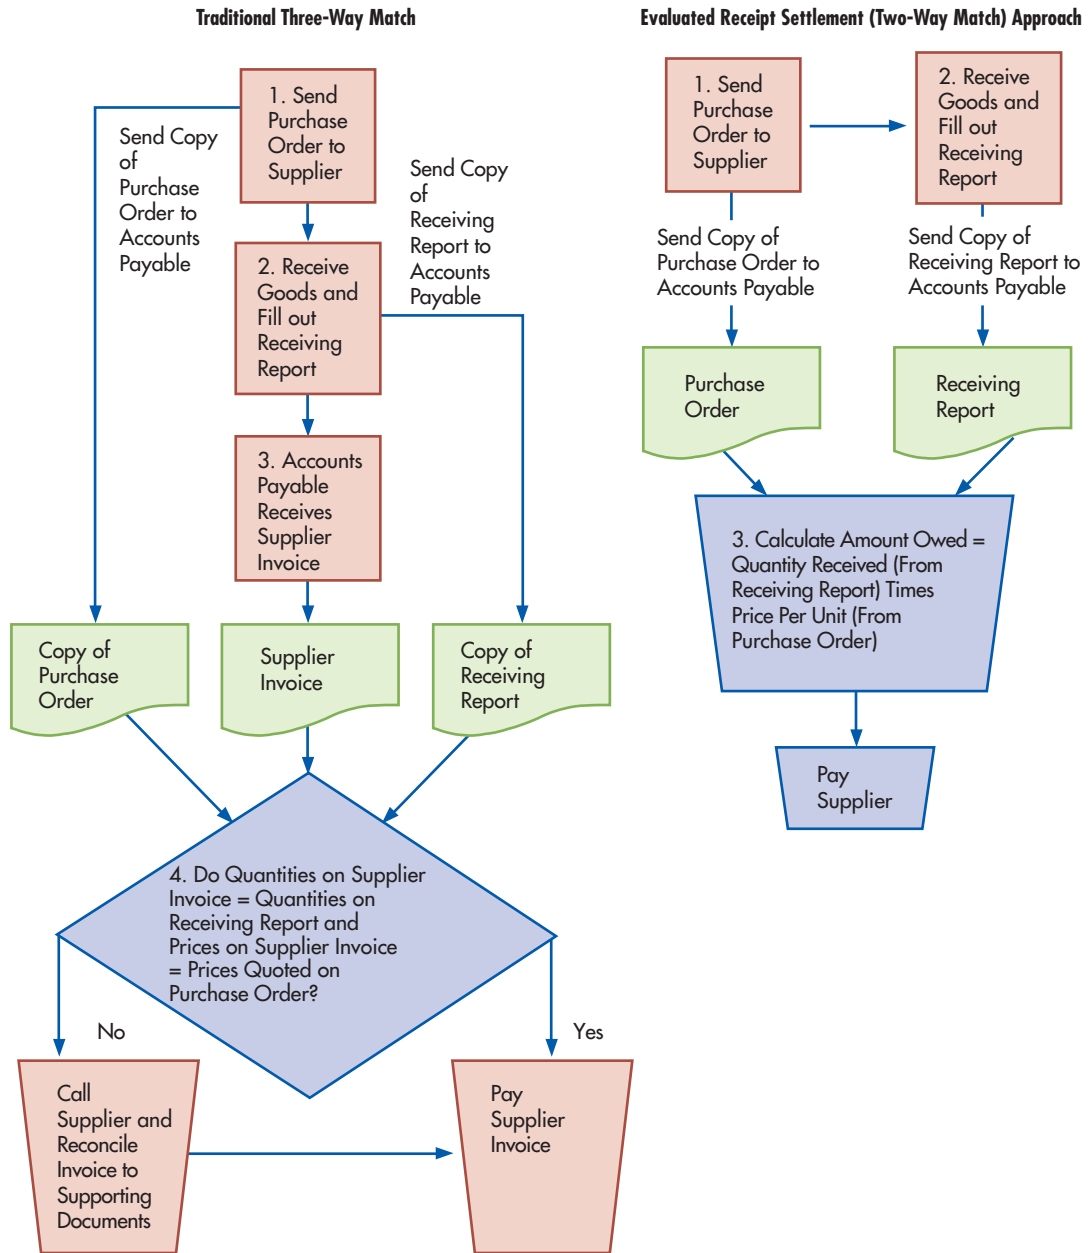 Traditional Three-Way Match
1. Send
Purchase
Order to
Supplier
Send Copy
of
Purchase
Order to
Accounts
Payable
Send Copy
of
Receiving
Report to
Accounts
Payable
2. Receive
Goods and
Fill out
Receiving
Report
3. Accounts
Payable
Receives
Supplier
Invoice
Copy of
Purchase
Order
Supplier
Invoice
Copy of
Receiving
Report
4. Do Quantities on Supplier
Invoice = Quantities on
Receiving Report and
Prices on Supplier Invoice
= Prices Quoted on
Purchase Order?
No
Yes
Call
Supplier and
Reconcile
Invoice to
Supporting
Documents
Pay
Supplier
Invoice
Evaluated Receipt Settlement (Two-Way Match) Approach
1. Send
Purchase
Order to
Supplier
2. Receive
Goods and
Fill out
Receiving
Report
Send Copy of
Purchase Order to
Accounts Payable
Send Copy of
Receiving Report to
Accounts Payable
Purchase
Order
Receiving
Report
3. Calculate Amount Owed =
Quantity Received (From
Receiving Report) Times
Price Per Unit (From
Purchase Order)
Pay
Supplier